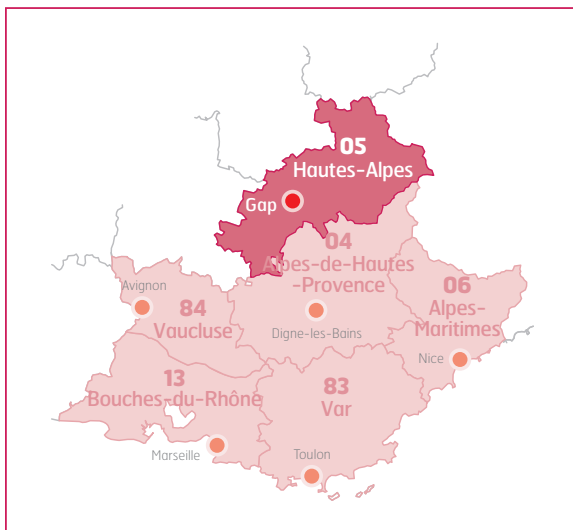 05
Hautes-Alpes
Gap
04
Alpes-de-Hautes
-Provence
06
Alpes-
Maritimes
Avignon
84
Vaucluse
Digne-les-Bains
Nice
13
Bouches-du-Rhône
83
Var
Marseille
Toulon